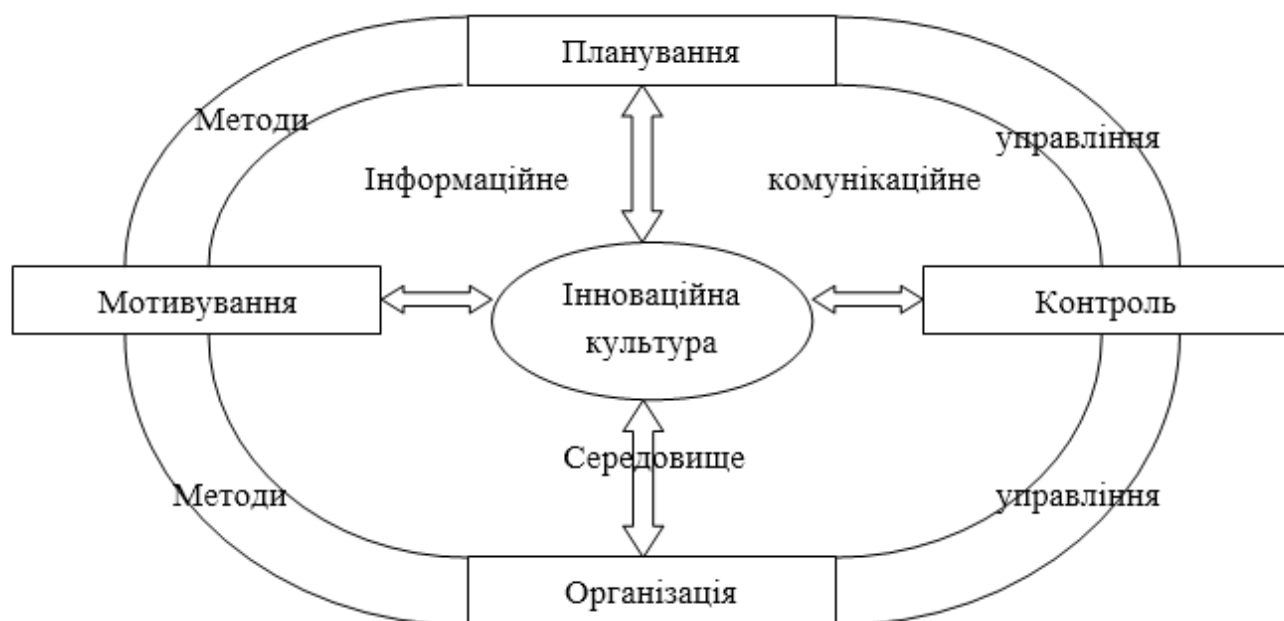 Планування
Методи
управління
Інформаційне комунікаційне
Мотивування
Інноваційна
культура
Контроль
Середовище
Методи
управління
Організація